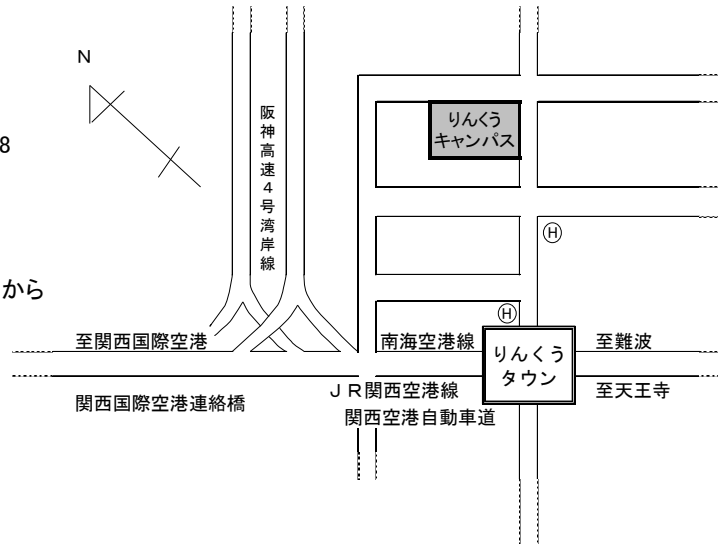 N
8
から
阪神高速４号湾岸線
りんくう
キャンパス
Ⓗ
Ⓗ
至関西国際空港
南海空港線
りんくう
タウン
至難波
関西国際空港連絡橋
ＪＲ関西空港線
至天王寺
関西空港自動車道